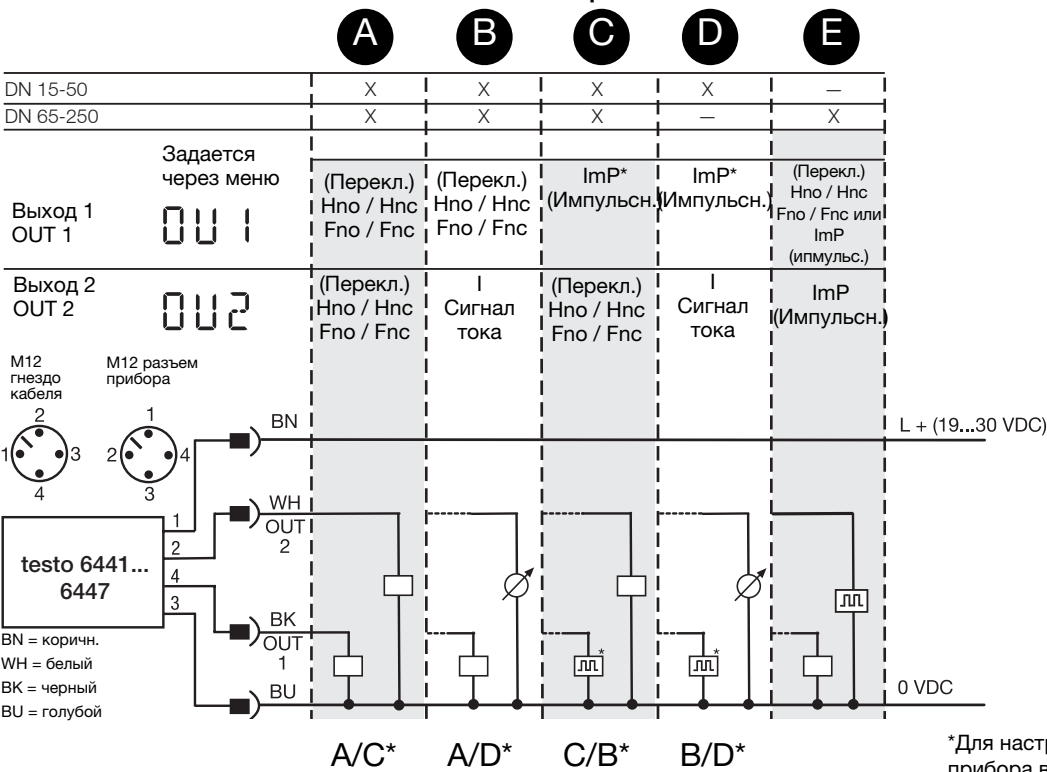 A B C D E
DN 15-50 X X X X —
DN 65-250 X X X — X
Задается
через меню
Выход 1
OUT 1
OU1
(Перекл.)
Hno / Hnc
Fno / Fnc
(Перекл.)
Hno / Hnc
Fno / Fnc
ImP*
(Импульсн.)
ImP*
(Импульсн.)
(Перекл.)
Hno / Hnc
Fno / Fnc или
ImP
(ипмульс.)
Выход 2
OUT 2
OU2
(Перекл.)
Hno / Hnc
Fno / Fnc
I
Сигнал
тока
(Перекл.)
Hno / Hnc
Fno / Fnc
I
Сигнал
тока
ImP
(Импульсн.)
M12
гнездо
кабеля
2
1 3
4
M12 разъем
прибора
1
2 4
3
BN
L + (19...30 VDC)
WH
OUT
2
testo 6441...
6447
1
2
4
3
BK
OUT
1
*
*
BU
0 VDC
BN = коричн.
WH = белый
BK = черный
BU = голубой
A/C* A/D* C/B* B/D*
*Для настр
прибора в